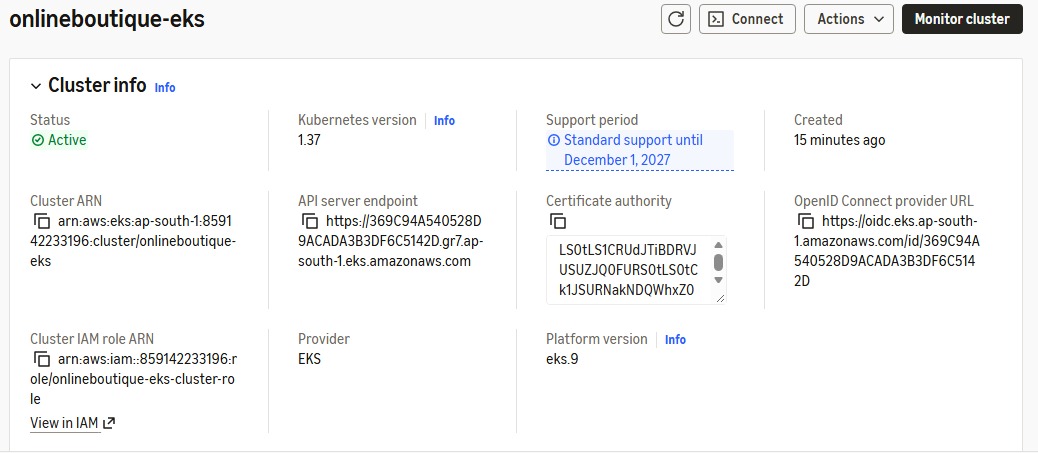 onlineboutique-eks
Connect
Actions
Monitor cluster
Cluster info Info
Status
Active
Kubernetes version Info
1.37
Support period
Standard support until
December 1, 2027
Created
15 minutes ago
Cluster ARN
arn:aws:eks:ap-south-1:8591
42233196:cluster/onlineboutique-
eks
API server endpoint
https://369C94A540528D
9ACADA3B3DF6C5142D.gr7.ap-
south-1.eks.amazonaws.com
Certificate authority
LS0tLS1CRUdJTiBDRVJ
USUZJQ0FURS0tLS0tC
k1JSURNakNDQWhxZ0
OpenID Connect provider URL
https://oidc.eks.ap-south-
1.amazonaws.com/id/369C94A
540528D9ACADA3B3DF6C514
2D
Cluster IAM role ARN
arn:aws:iam::859142233196:r
ole/onlineboutique-eks-cluster-ro
le
View in IAM
Provider
EKS
Platform version Info
eks.9